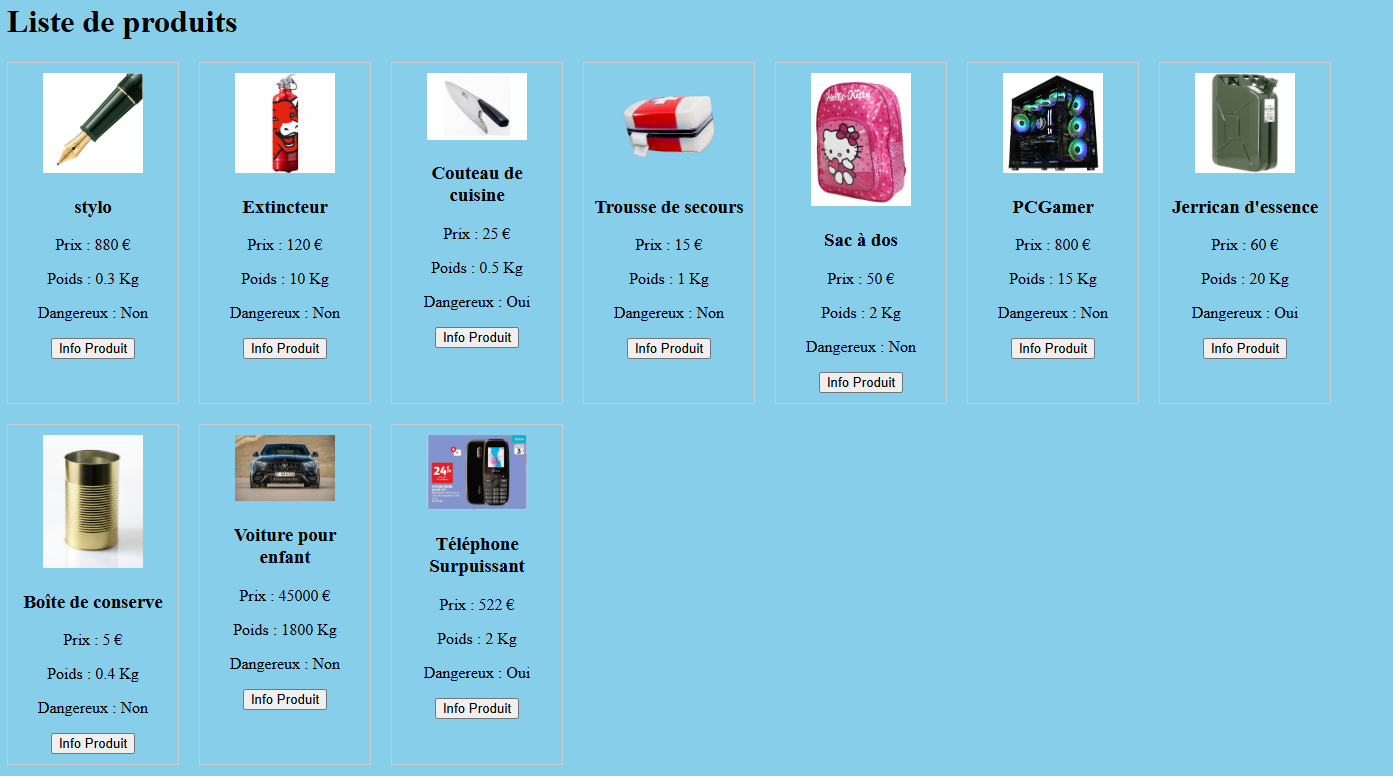 Liste de produits
stylo
Prix : 880 €
Poids : 0.3 Kg
Dangereux : Non
Info Produit
Extincteur
Prix : 120 €
Poids : 10 Kg
Dangereux : Non
Info Produit
Couteau de
cuisine
Prix : 25 €
Poids : 0.5 Kg
Dangereux : Oui
Info Produit
Trousse de secours
Prix : 15 €
Poids : 1 Kg
Dangereux : Non
Info Produit
Hello Kitty
Sac à dos
Prix : 50 €
Poids : 2 Kg
Dangereux : Non
Info Produit
PCGamer
Prix : 800 €
Poids : 15 Kg
Dangereux : Non
Info Produit
Jerrican d'essence
Prix : 60 €
Poids : 20 Kg
Dangereux : Oui
Info Produit
Boîte de conserve
Prix : 5 €
Poids : 0.4 Kg
Dangereux : Non
Info Produit
Voiture pour
enfant
Prix : 45000 €
Poids : 1800 Kg
Dangereux : Non
Info Produit
24
Téléphone
Surpuissant
Prix : 522 €
Poids : 2 Kg
Dangereux : Oui
Info Produit